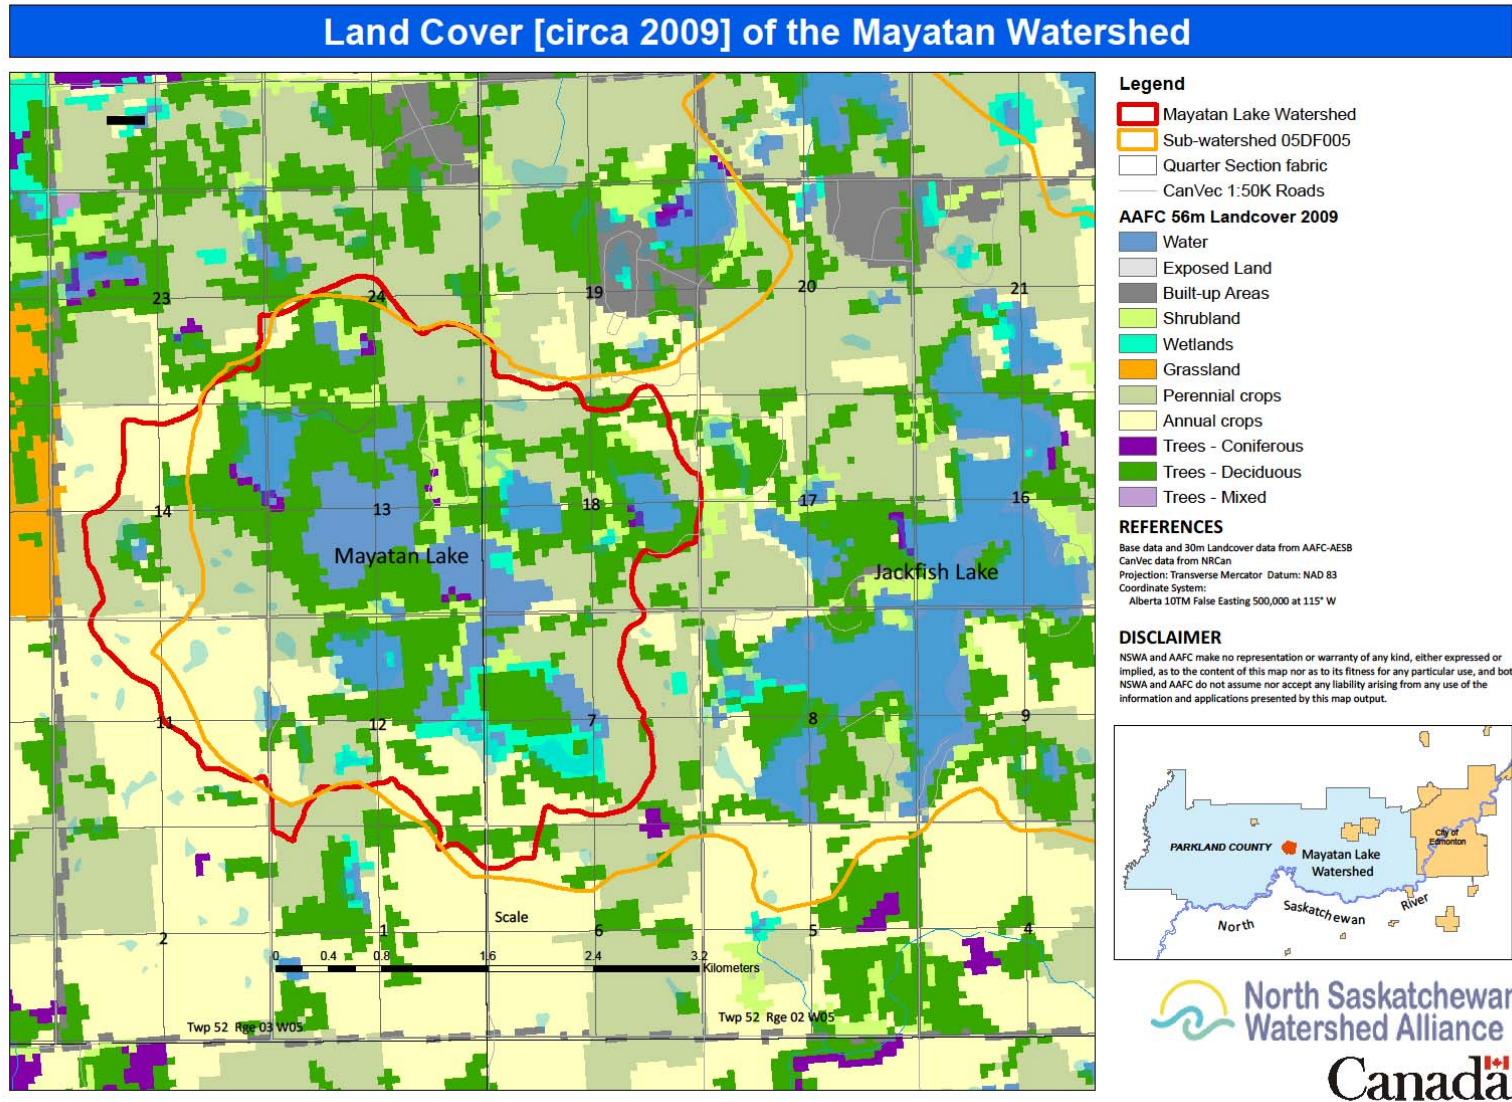 Land Cover [circa 2009] of the Mayatan Watershed
Legend
Mayatan Lake Watershed
Sub-watershed 05DF005
Quarter Section fabric
CanVec 1:50K Roads
AAFC 56m Landcover 2009
Water
Exposed Land
Built-up Areas
Shrubland
Wetlands
Grassland
Perennial crops
Annual crops
Trees - Coniferous
Trees - Deciduous
Trees - Mixed
REFERENCES
Base data and 30m Landcover data from AAFC-AESB
CanVec data from NRCan
Projection: Transverse Mercator Datum: NAD 83
Coordinate System:
Alberta 10TM False Easting 500,000 at 115° W
DISCLAIMER
NSWA and AAFC make no representation or warranty of any kind, either expressed or
implied, as to the content of this map nor as to its fitness for any particular use, and bot
NSWA and AAFC do not assume nor accept any liability arising from any use of the
information and applications presented by this map output.
23 24 19 20 21
14 13 18 17 16
Mayatan Lake
Jackfish Lake
11 12 7 8 9
2 1 6 5 4
Scale
0 0.4 0.8 1.6 2.4 3.2
Kilometers
Twp 52 Rge 03 W05
Twp 52 Rge 02 W05
PARKLAND COUNTY
Mayatan Lake
Watershed
City of
Edmonton
North Saskatchewan River
North Saskatchewan
Watershed Alliance
Canada